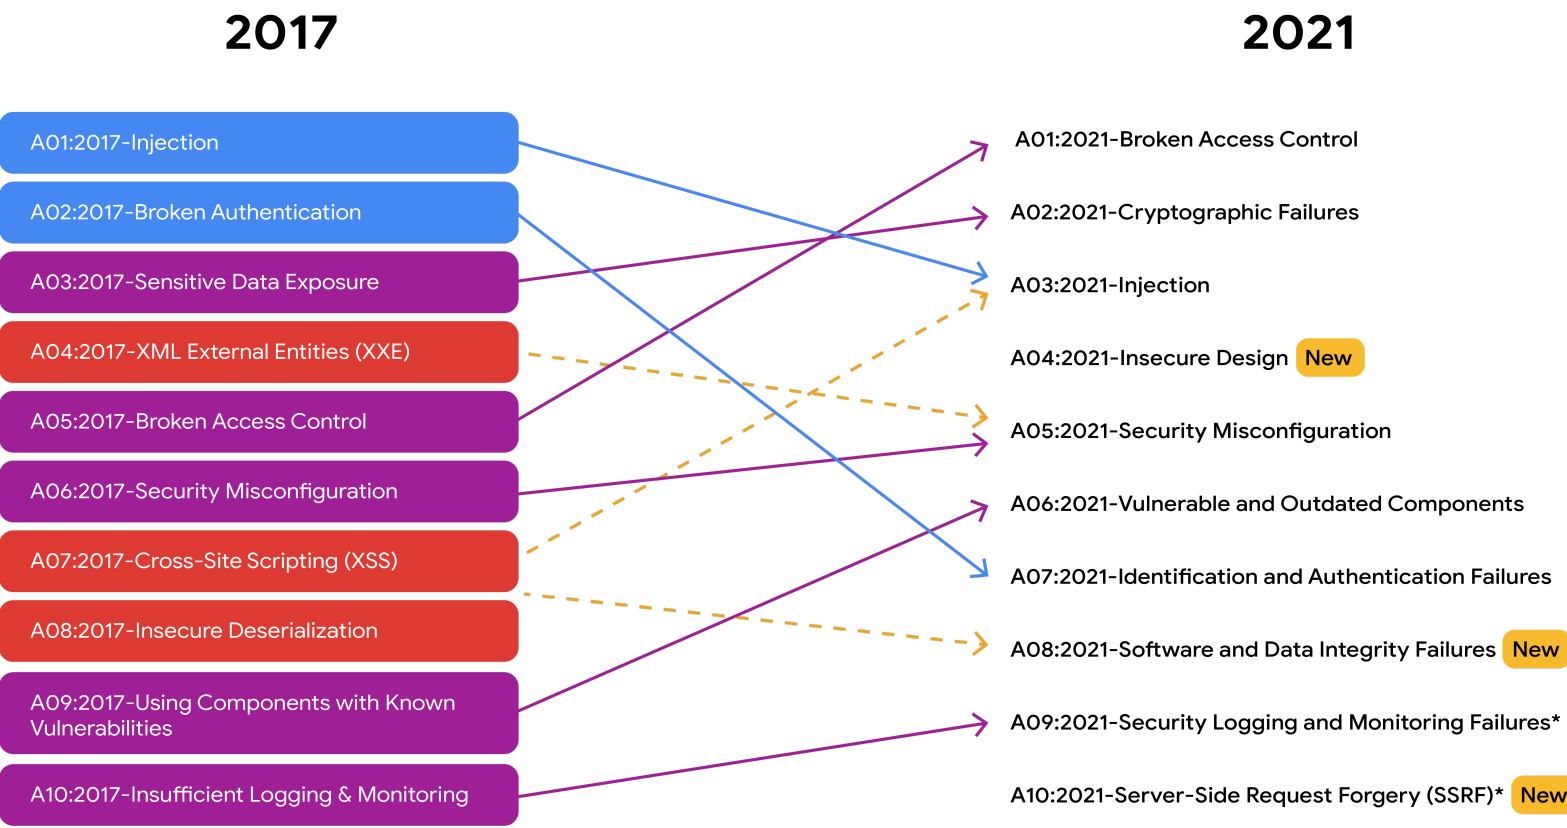 2017
2021
A01:2017-Injection
A02:2017-Broken Authentication
A03:2017-Sensitive Data Exposure
A04:2017-XML External Entities (XXE)
A05:2017-Broken Access Control
A06:2017-Security Misconfiguration
A07:2017-Cross-Site Scripting (XSS)
A08:2017-Insecure Deserialization
A09:2017-Using Components with Known
Vulnerabilities
A10:2017-Insufficient Logging & Monitoring
A01:2021-Broken Access Control
A02:2021-Cryptographic Failures
A03:2021-Injection
A04:2021-Insecure Design New
A05:2021-Security Misconfiguration
A06:2021-Vulnerable and Outdated Components
A07:2021-Identification and Authentication Failures
A08:2021-Software and Data Integrity Failures New
A09:2021-Security Logging and Monitoring Failures*
A10:2021-Server-Side Request Forgery (SSRF)* New